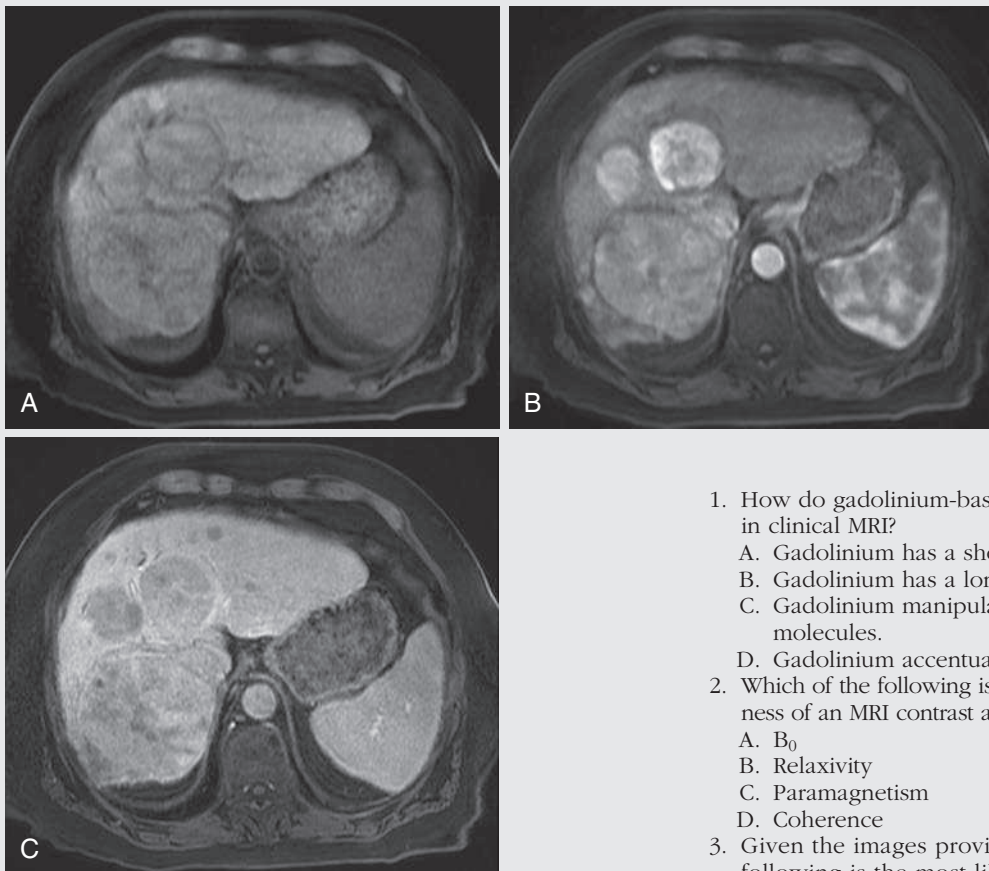 A
B
C
1. How do gadolinium-bas
in clinical MRI?
A. Gadolinium has a sho
B. Gadolinium has a lon
C. Gadolinium manipula
molecules.
D. Gadolinium accentua
2. Which of the following is
ness of an MRI contrast a
A. B₀
B. Relaxivity
C. Paramagnetism
D. Coherence
3. Given the images provi
following is the most li